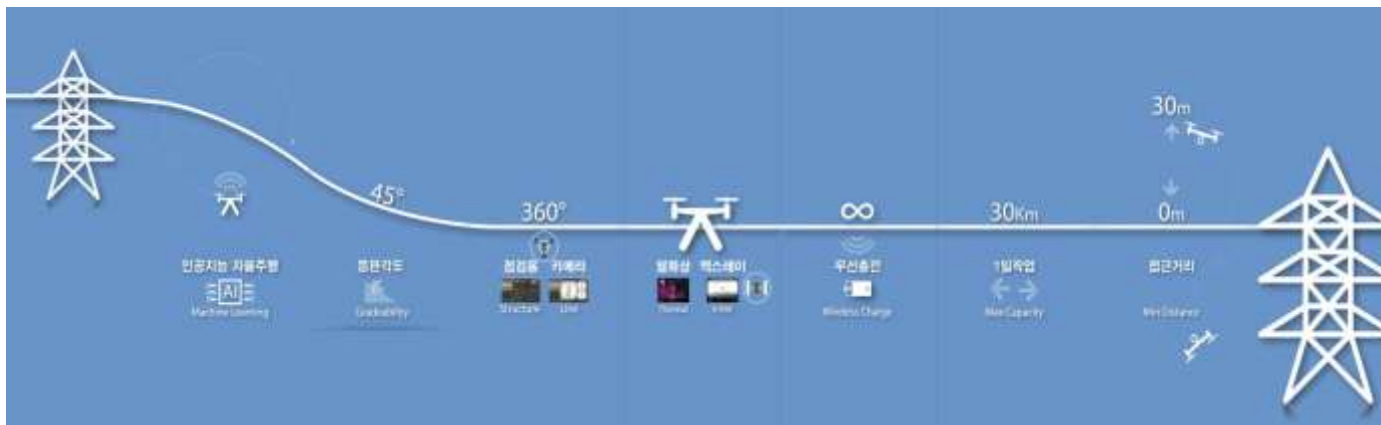 30m
45°
360°
∞
30Km
0m
인공지능 자율주행
등판각도
점검용 카메라
열화상 엑스레이
무선충전
1일작업
접근거리
AI
Machine Learning
Gradeability
Structure
Line
X-RAY
Wireless Charge
Max Capacity
Min Distance